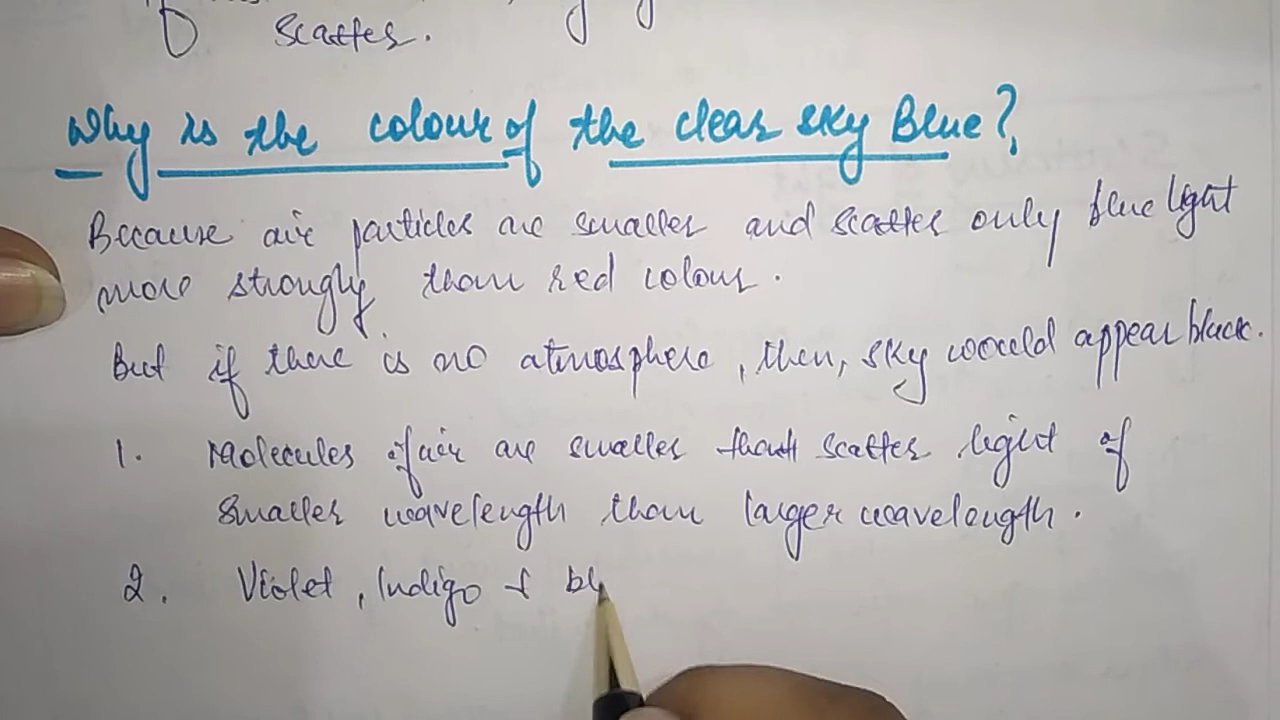 scatter.
Why is the colour of the clear sky Blue?
Because air particles are smaller and scatter only blue light
more strongly than red colour.
But if there is no atmosphere, then, sky would appear black.
1. Molecules of air are smaller that scatter light of
smaller wavelength than larger wavelength.
2. Violet, Indigo & bl